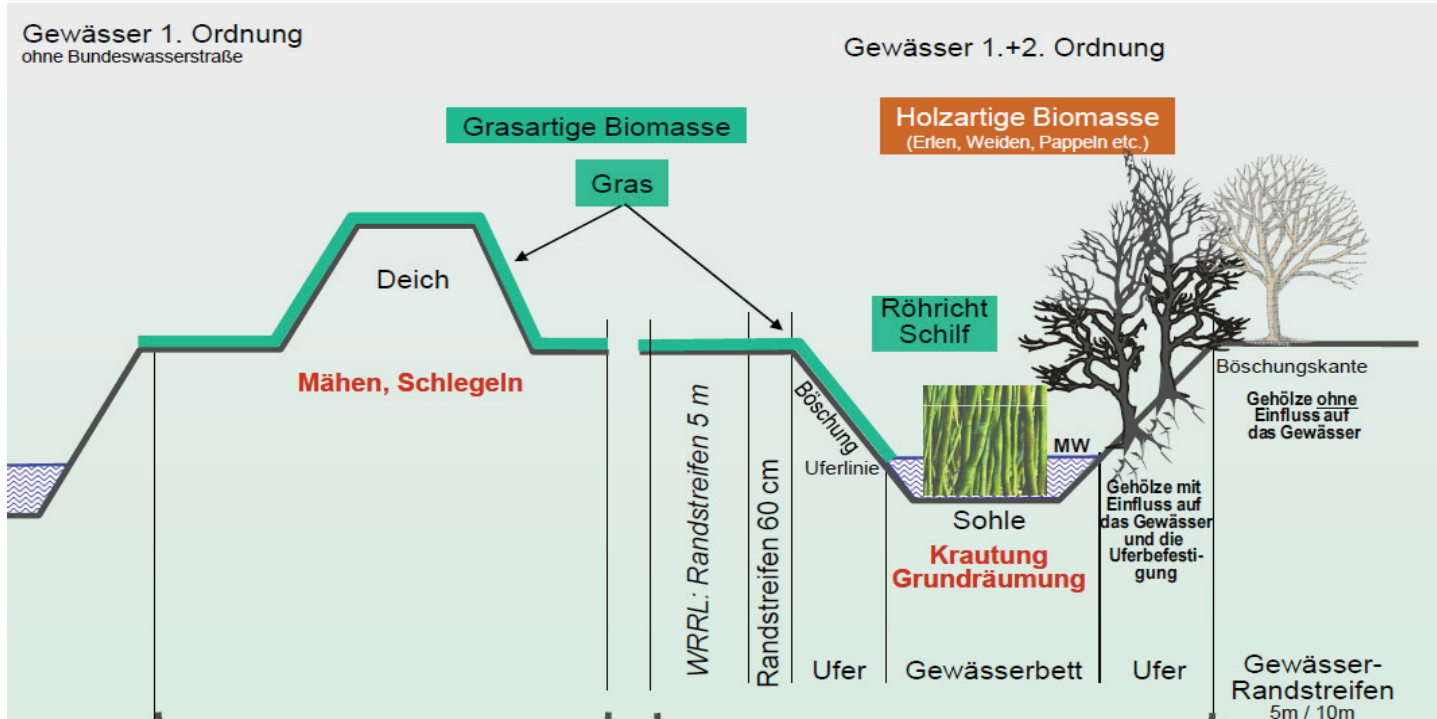 Gewässer 1. Ordnung
ohne Bundeswasserstraße
Gewässer 1.+2. Ordnung
Grasartige Biomasse
Holzartige Biomasse
(Erlen, Weiden, Pappeln etc.)
Gras
Deich
Mähen, Schlegeln
Röhricht
Schilf
WRRL: Randstreifen 5 m
Randstreifen 60 cm
Böschung
Uferlinie
MW
Sohle
Krautung
Grundräumung
Böschungskante
Gehölze ohne
Einfluss auf
das Gewässer
Gehölze mit
Einfluss auf
das Gewässer
und die
Uferbefesti-
gung
Ufer
Gewässerbett
Ufer
Gewässer-
Randstreifen
5m / 10m